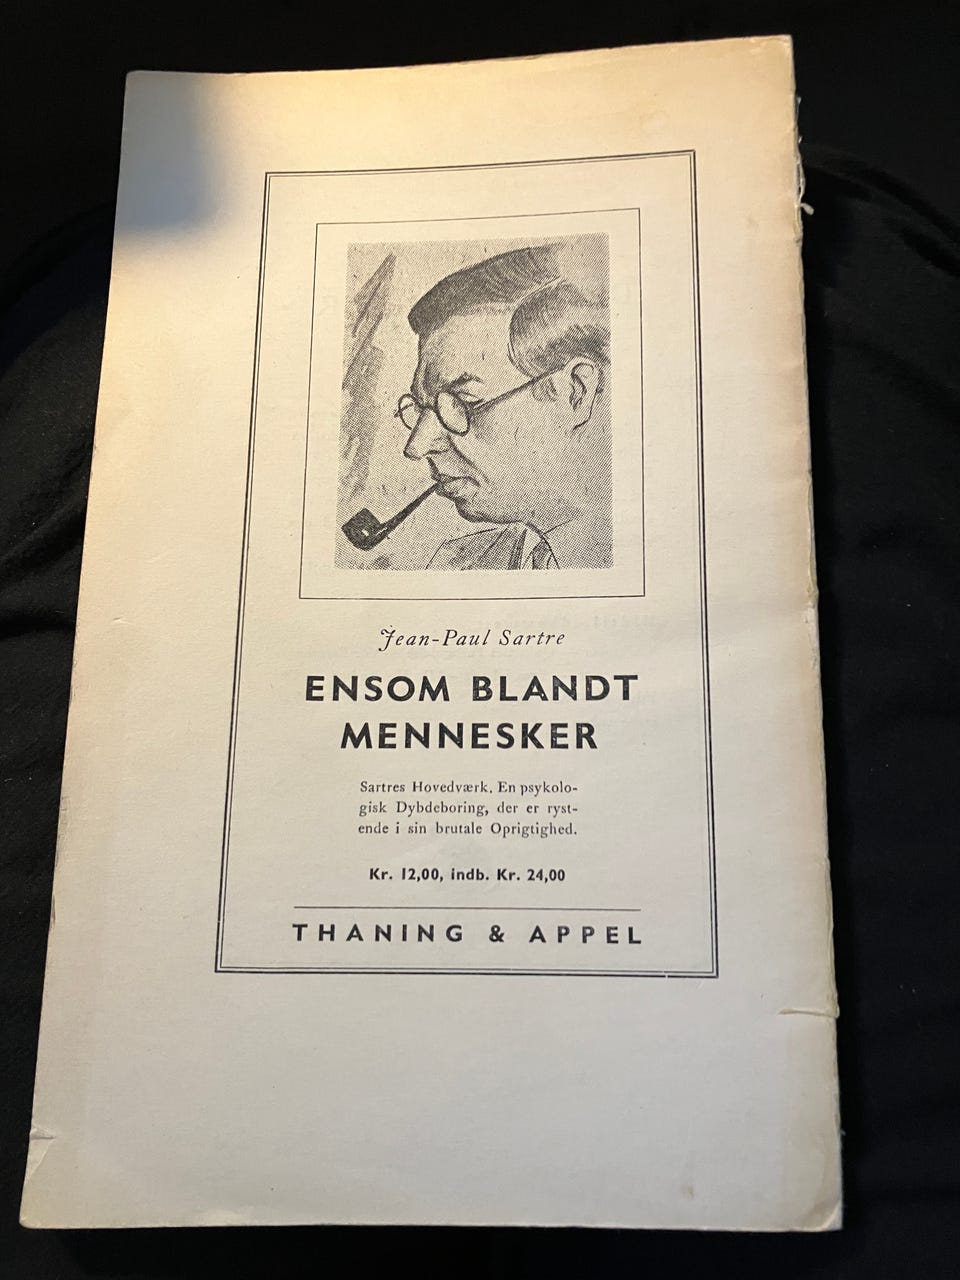 Jean-Paul Sartre
ENSOM BLANDT
MENNESKER
Sartres Hovedværk. En psykolo-
gisk Dybdeboring, der er ryst-
ende i sin brutale Oprigtighed.
Kr. 12,00, indb. Kr. 24,00
THANING & APPEL